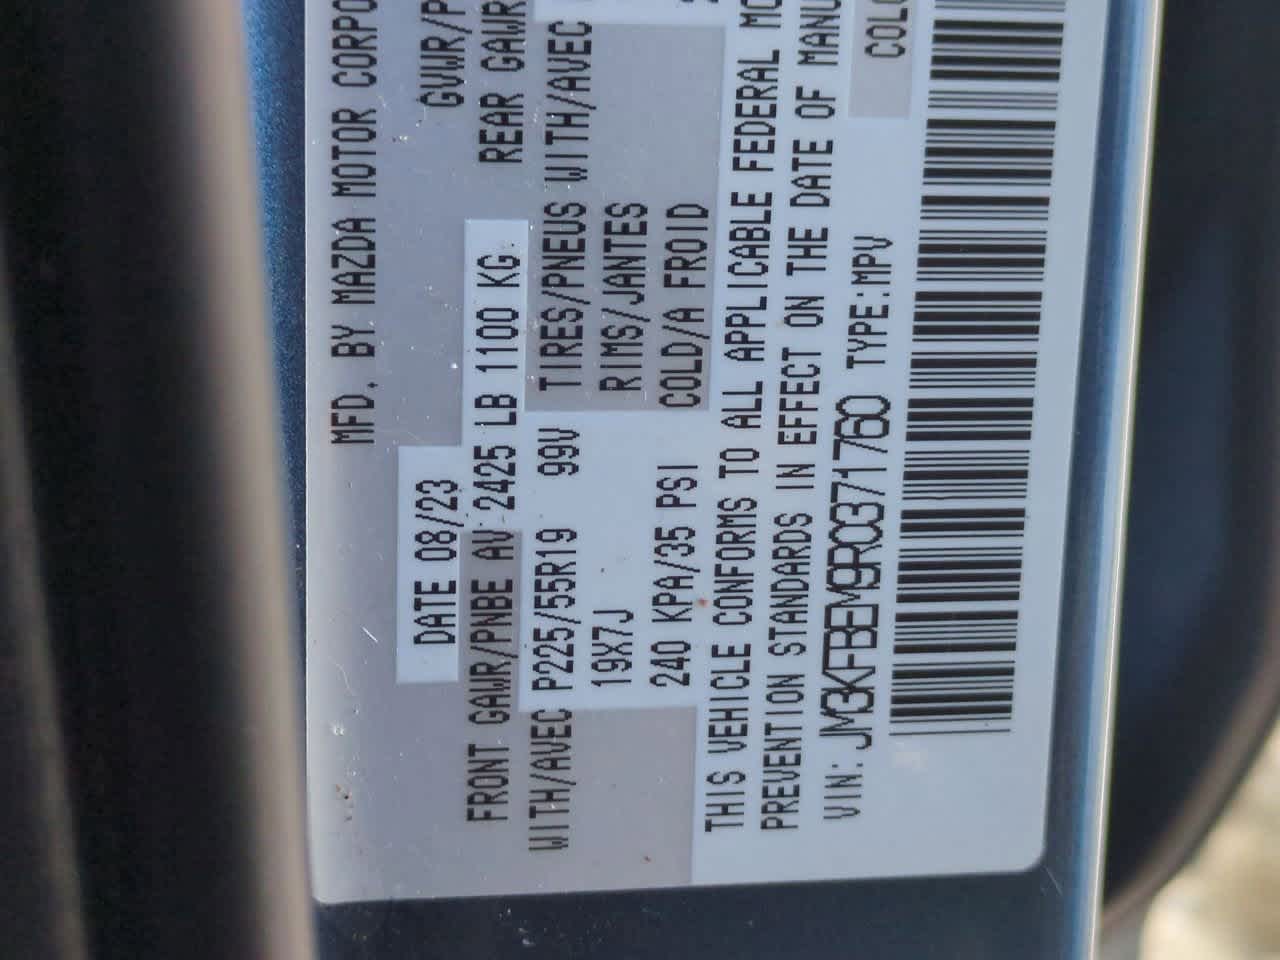 MFD. BY MAZDA MOTOR CORPO
DATE 08/23
GVWR/P
FRONT GAWR/PNBE AV 2425 LB 1100 KG
REAR GAWR
WITH/AVEC P225/55R19 99V TIRES/PNEUS WITH/AVEC
19X7J RIMS/JANTES
240 KPA/35 PSI COLD/A FROID
THIS VEHICLE CONFORMS TO ALL APPLICABLE FEDERAL MO
PREVENTION STANDARDS IN EFFECT ON THE DATE OF MANU
VIN: JM3KFBEM9R0371760 TYPE:MPV COLO